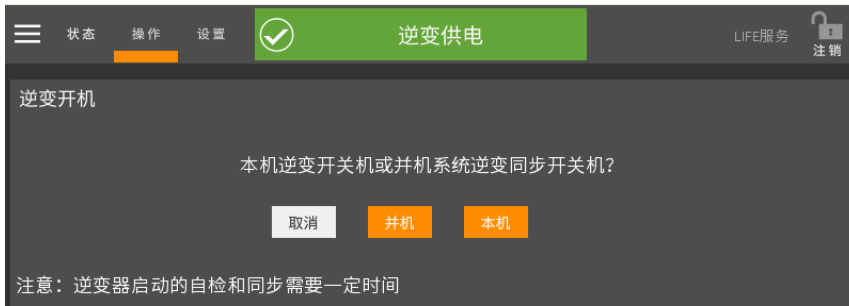 状态 操作 设置 逆变供电 LIFE服务 注销
逆变开机
本机逆变开关机或并机系统逆变同步开关机？
取消 并机 本机
注意：逆变器启动的自检和同步需要一定时间